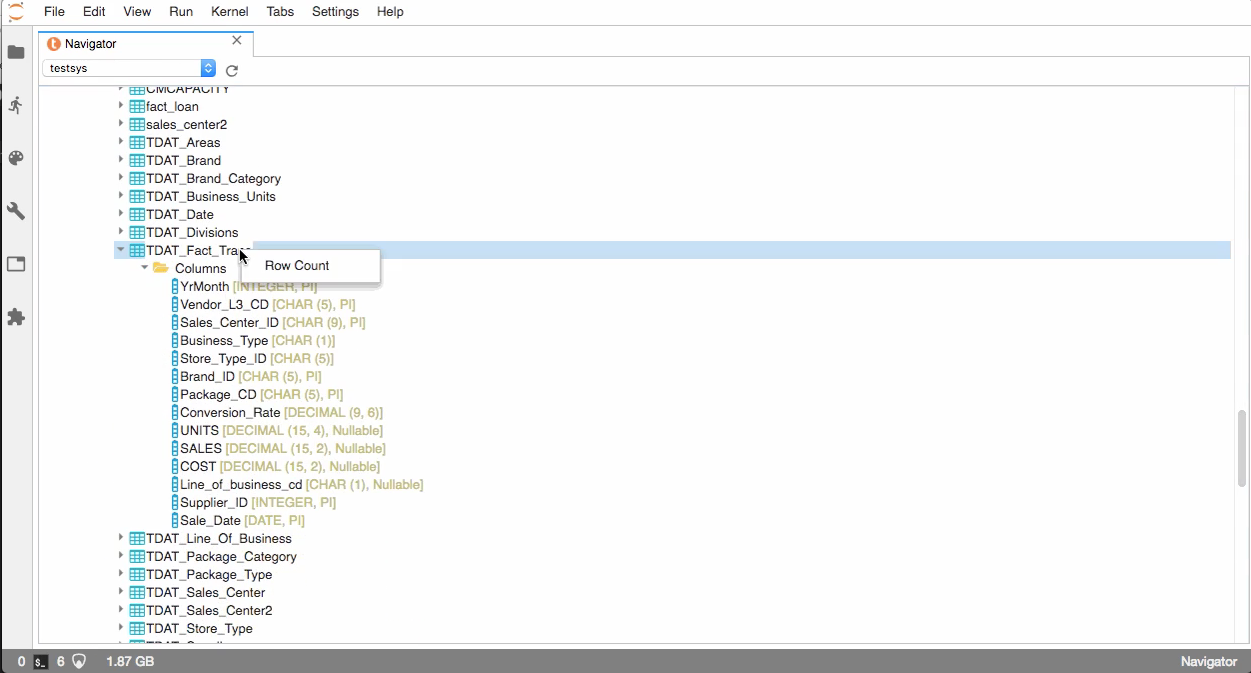 File Edit View Run Kernel Tabs Settings Help
Navigator
testsys
CMCAPACITY
fact_loan
sales_center2
TDAT_Areas
TDAT_Brand
TDAT_Brand_Category
TDAT_Business_Units
TDAT_Date
TDAT_Divisions
Row Count
Columns
YrMonth [INTEGER, PI]
Vendor_L3_CD [CHAR (5), PI]
Sales_Center_ID [CHAR (9), PI]
Business_Type [CHAR (1)]
Store_Type_ID [CHAR (5)]
Brand_ID [CHAR (5), PI]
Package_CD [CHAR (5), PI]
Conversion_Rate [DECIMAL (9, 6)]
UNITS [DECIMAL (15, 4), Nullable]
SALES [DECIMAL (15, 2), Nullable]
COST [DECIMAL (15, 2), Nullable]
Line_of_business_cd [CHAR (1), Nullable]
Supplier_ID [INTEGER, PI]
Sale_Date [DATE, PI]
TDAT_Line_Of_Business
TDAT_Package_Category
TDAT_Package_Type
TDAT_Sales_Center
TDAT_Sales_Center2
TDAT_Store_Type
0 6 1.87 GB Navigator